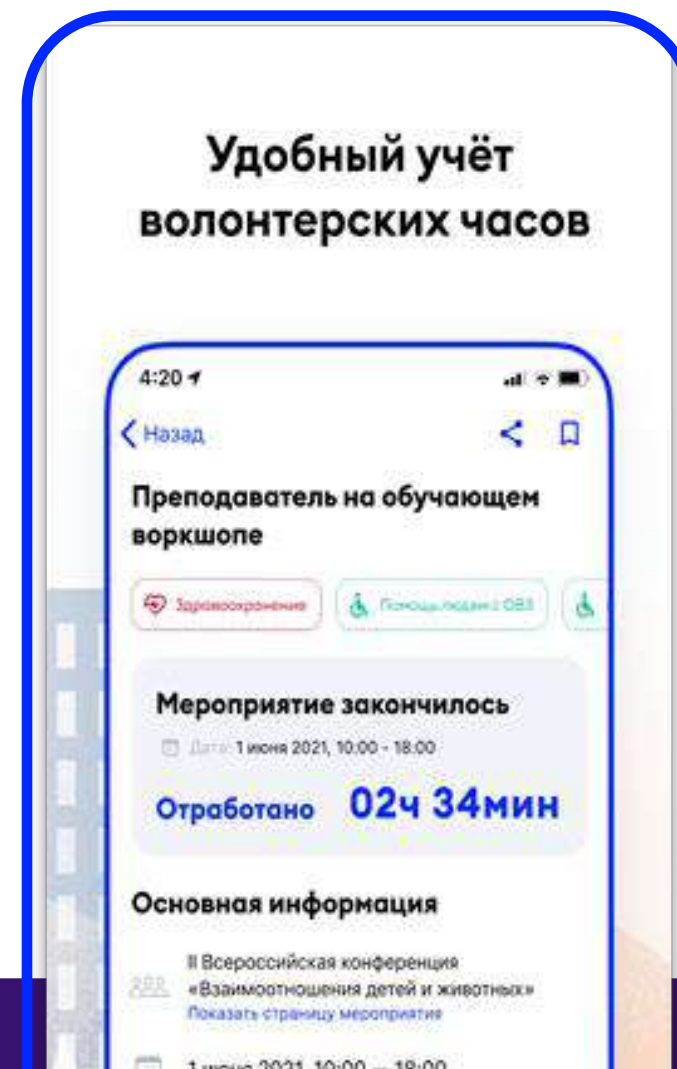 Удобный учёт
волонтерских часов
4:20
Назад
Преподаватель на обучающем
воркшопе
Здравоохранение
Помощь людям с ОВЗ
Мероприятие закончилось
Дата: 1 июня 2021, 10:00 - 18:00
Отработано 02ч 34мин
Основная информация
II Всероссийская конференция
«Взаимоотношения детей и животных»
Показать страницу мероприятия
1 июня 2021, 10:00 — 18:00